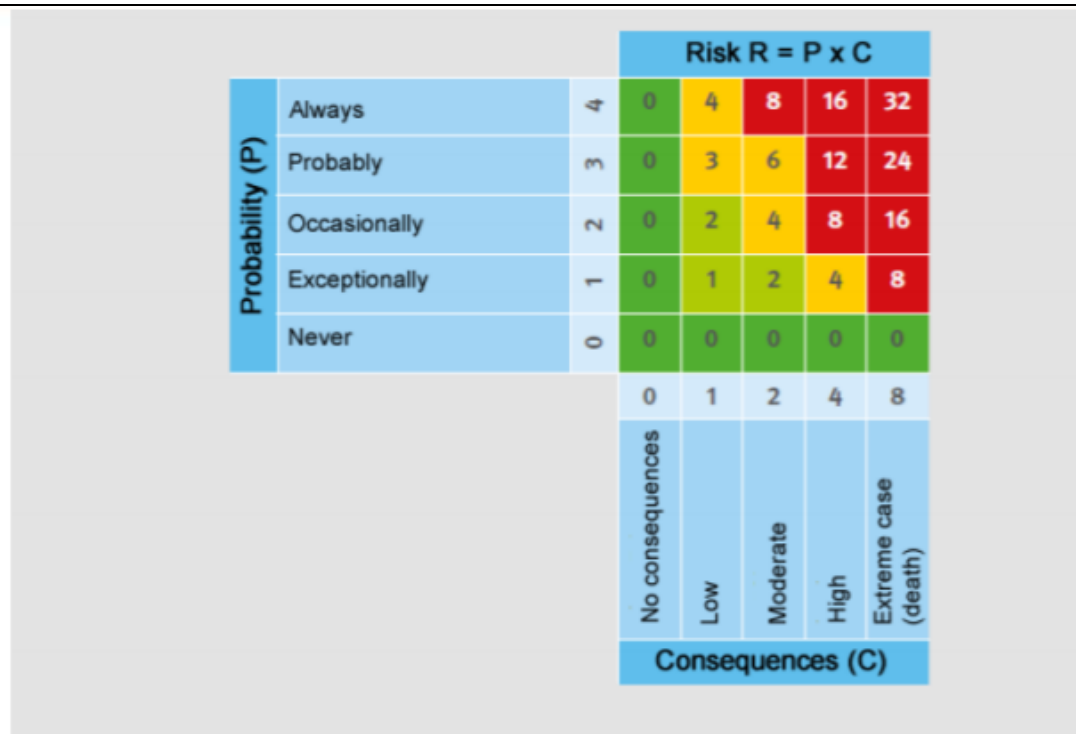 Risk R = P x C
Probability (P)
Always 4 0 4 8 16 32
Probably 3 0 3 6 12 24
Occasionally 2 0 2 4 8 16
Exceptionally 1 0 1 2 4 8
Never 0 0 0 0 0 0
0 1 2 4 8
No consequences
Low
Moderate
High
Extreme case
(death)
Consequences (C)